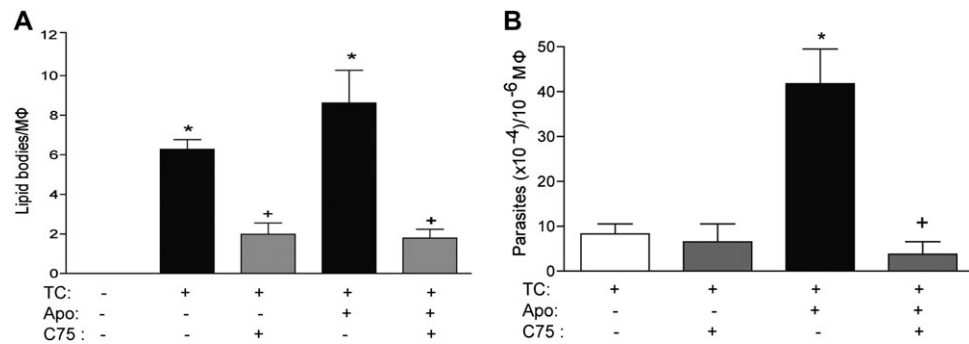 A
Lipid bodies/MΦ
12
10
8
6
4
2
0
*
+
*
+
TC: - + + + +
Apo: - - - + +
C75 : - - + - +
B
Parasites (x10⁻⁴)/10⁻⁶ MΦ
50
40
30
20
10
0
*
+
TC: + + + +
Apo: - - + +
C75 : - + - +